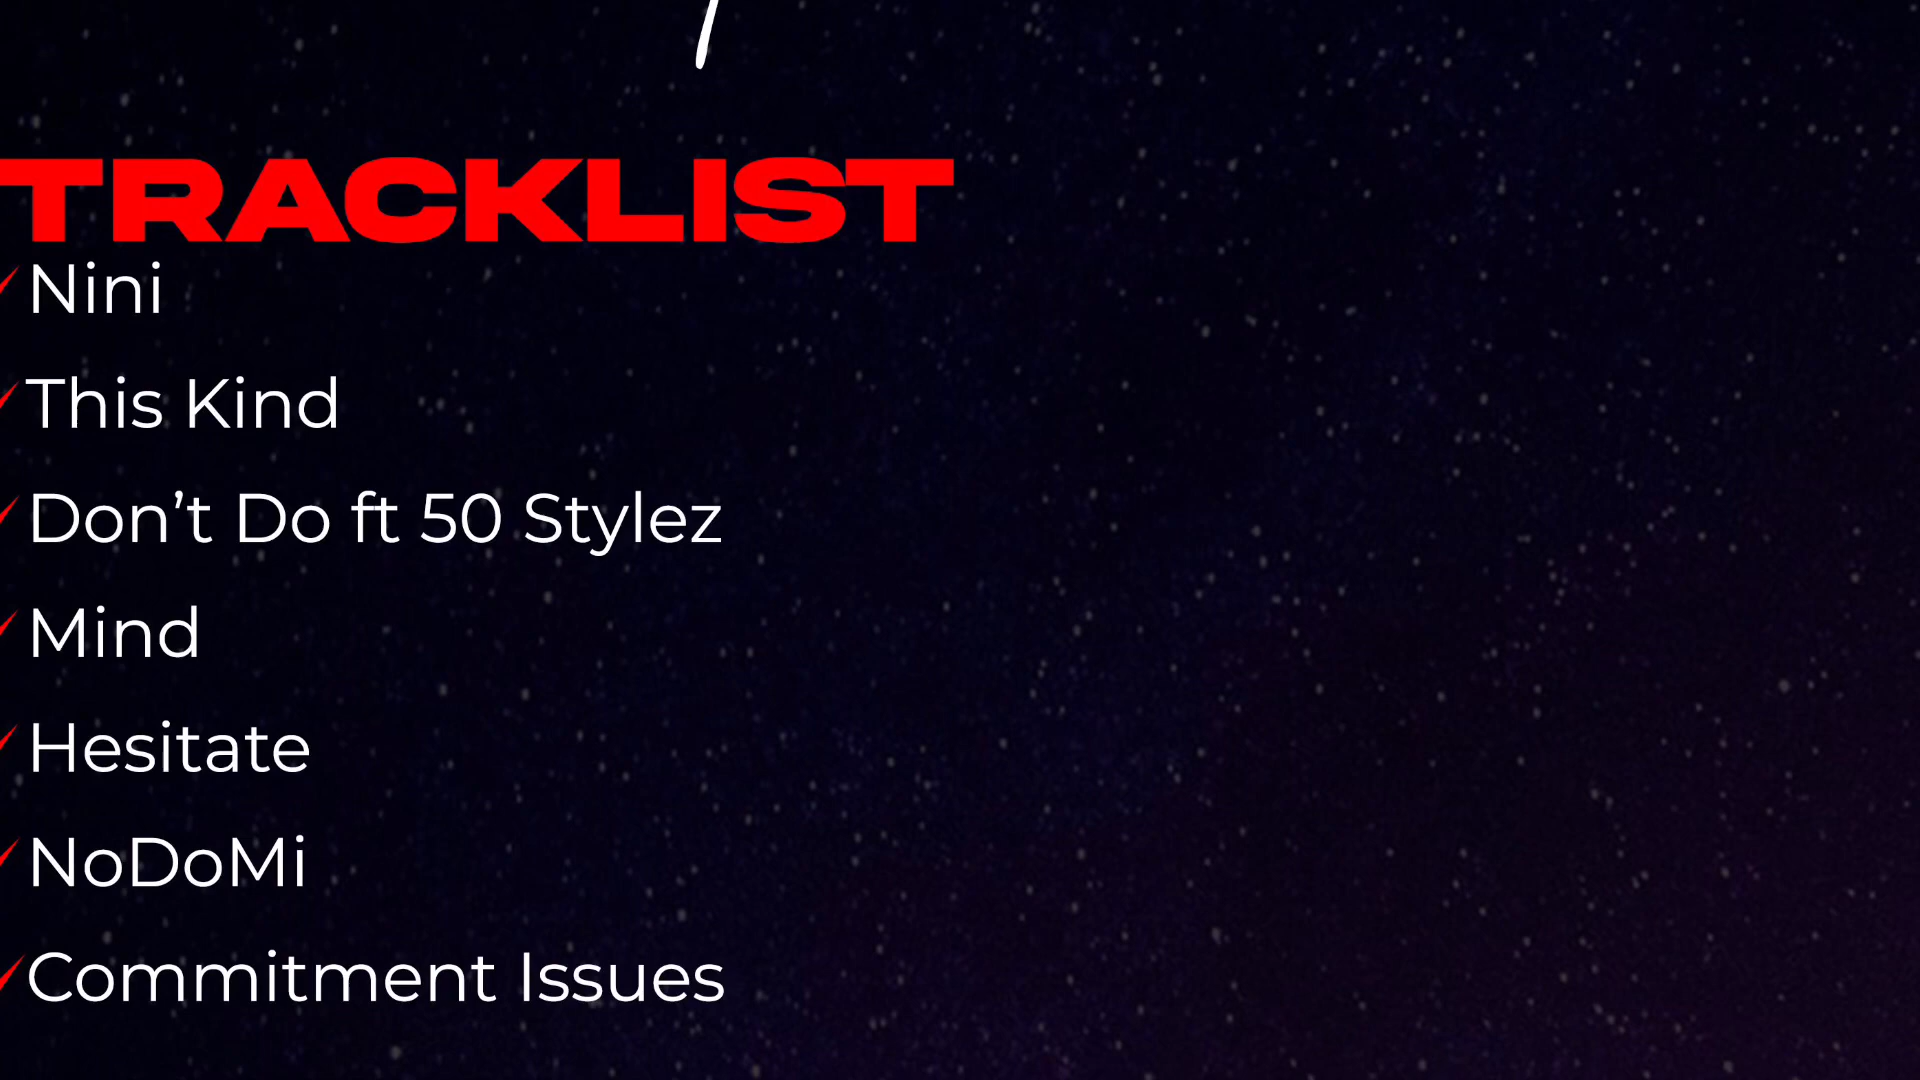 TRACKLIST
Nini
This Kind
Don’t Do ft 50 Stylez
Mind
Hesitate
NoDoMi
Commitment Issues